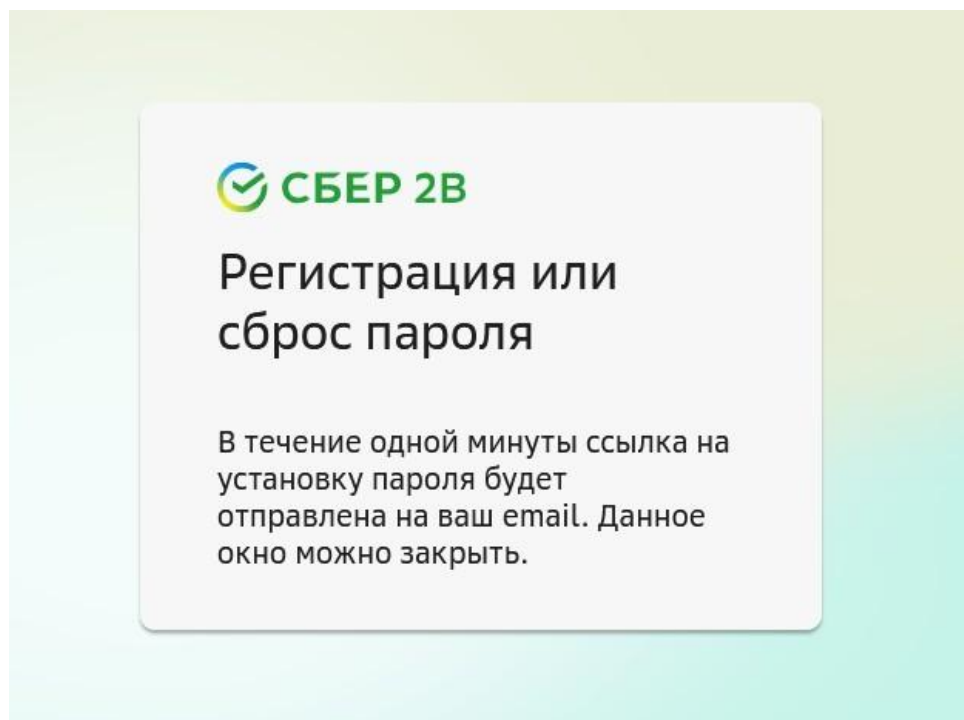 СБЕР 2B
Регистрация или
сброс пароля
В течение одной минуты ссылка на
установку пароля будет
отправлена на ваш email. Данное
окно можно закрыть.